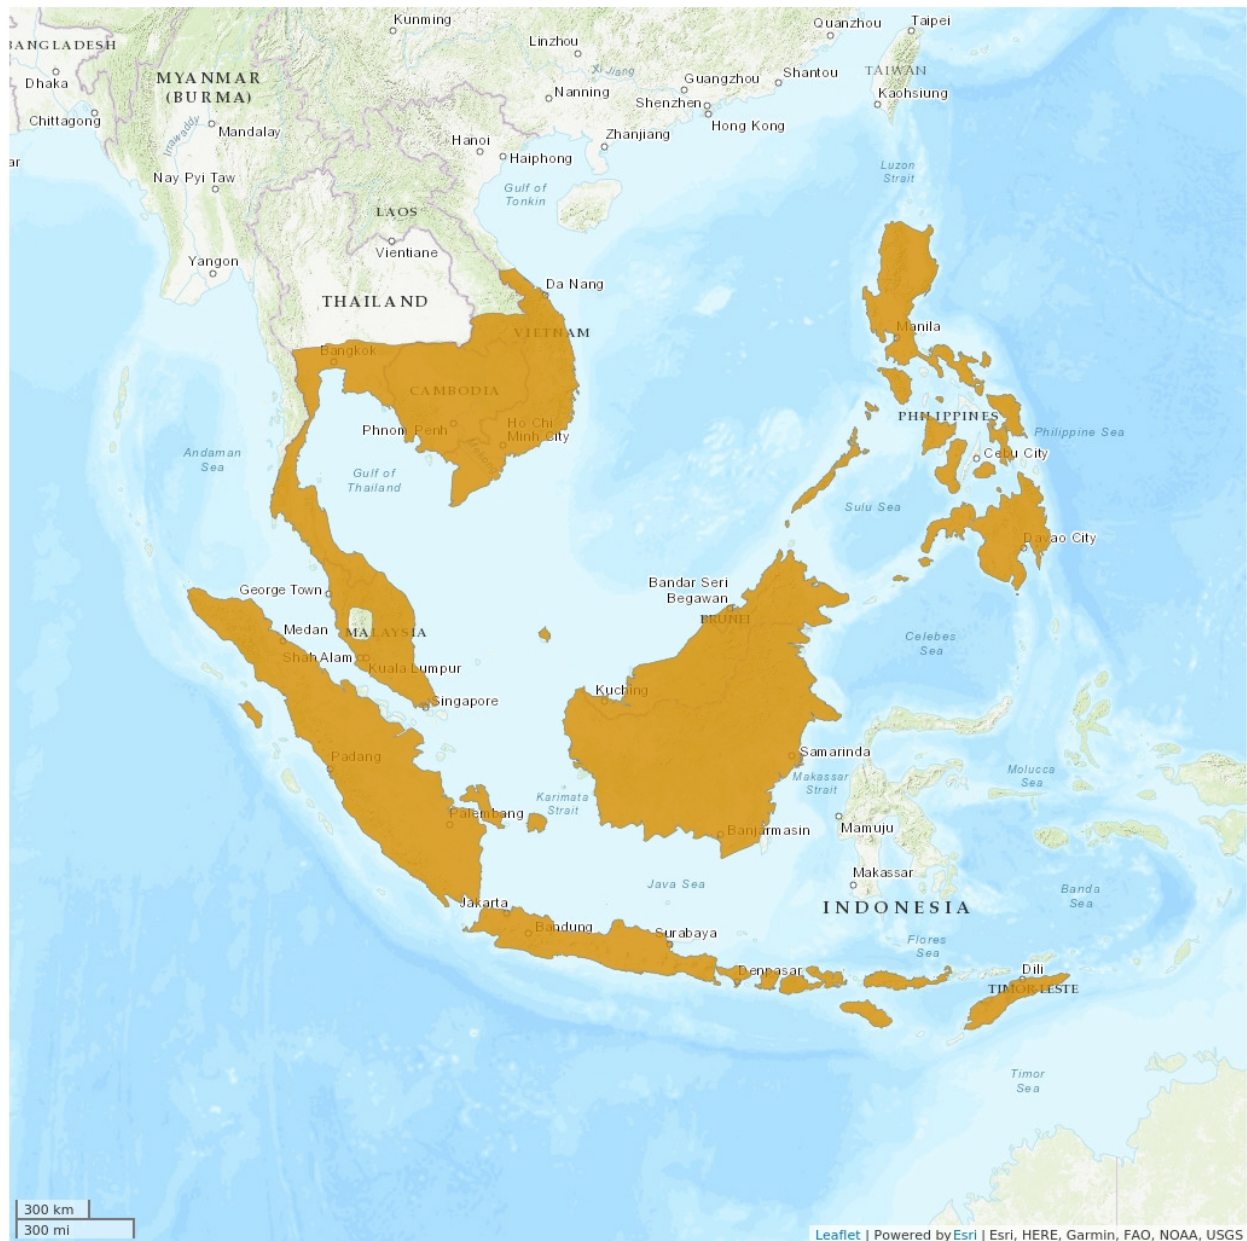 Kunming
Quanzhou
Taipei
BANGLADESH
Linzhou
Dhaka
MYANMAR
(BURMA)
Xi Jiang
Guangzhou
Shantou
TAIWAN
Nanning
Shenzhen
Kaohsiung
Chittagong
Irrawaddy
Mandalay
Hong Kong
Hanoi
Zhanjiang
Haiphong
ar
Nay Pyi Taw
Luzon
Strait
Gulf of
Tonkin
LAOS
Vientiane
Yangon
Da Nang
THAILAND
VIETNAM
Manila
Bangkok
CAMBODIA
PHILIPPINES
Phnom Penh
Ho Chi
Minh City
Mekong
Philippine Sea
Andaman
Sea
Cebu City
Gulf of
Thailand
Sulu Sea
Davao City
George Town
Bandar Seri
Begawan
BRUNEI
Medan
MALAYSIA
Celebes
Sea
Shah Alam
Kuala Lumpur
Kuching
Singapore
Padang
Samarinda
Makassar
Strait
Molucca
Sea
Karimata
Strait
Palembang
Banjarmasin
Mamuju
Makassar
Java Sea
Banda
Sea
Jakarta
INDONESIA
Bandung
Surabaya
Flores
Sea
Denpasar
Dili
TIMOR-LESTE
Timor
Sea
300 km
300 mi
Leaflet | Powered by Esri | Esri, HERE, Garmin, FAO, NOAA, USGS